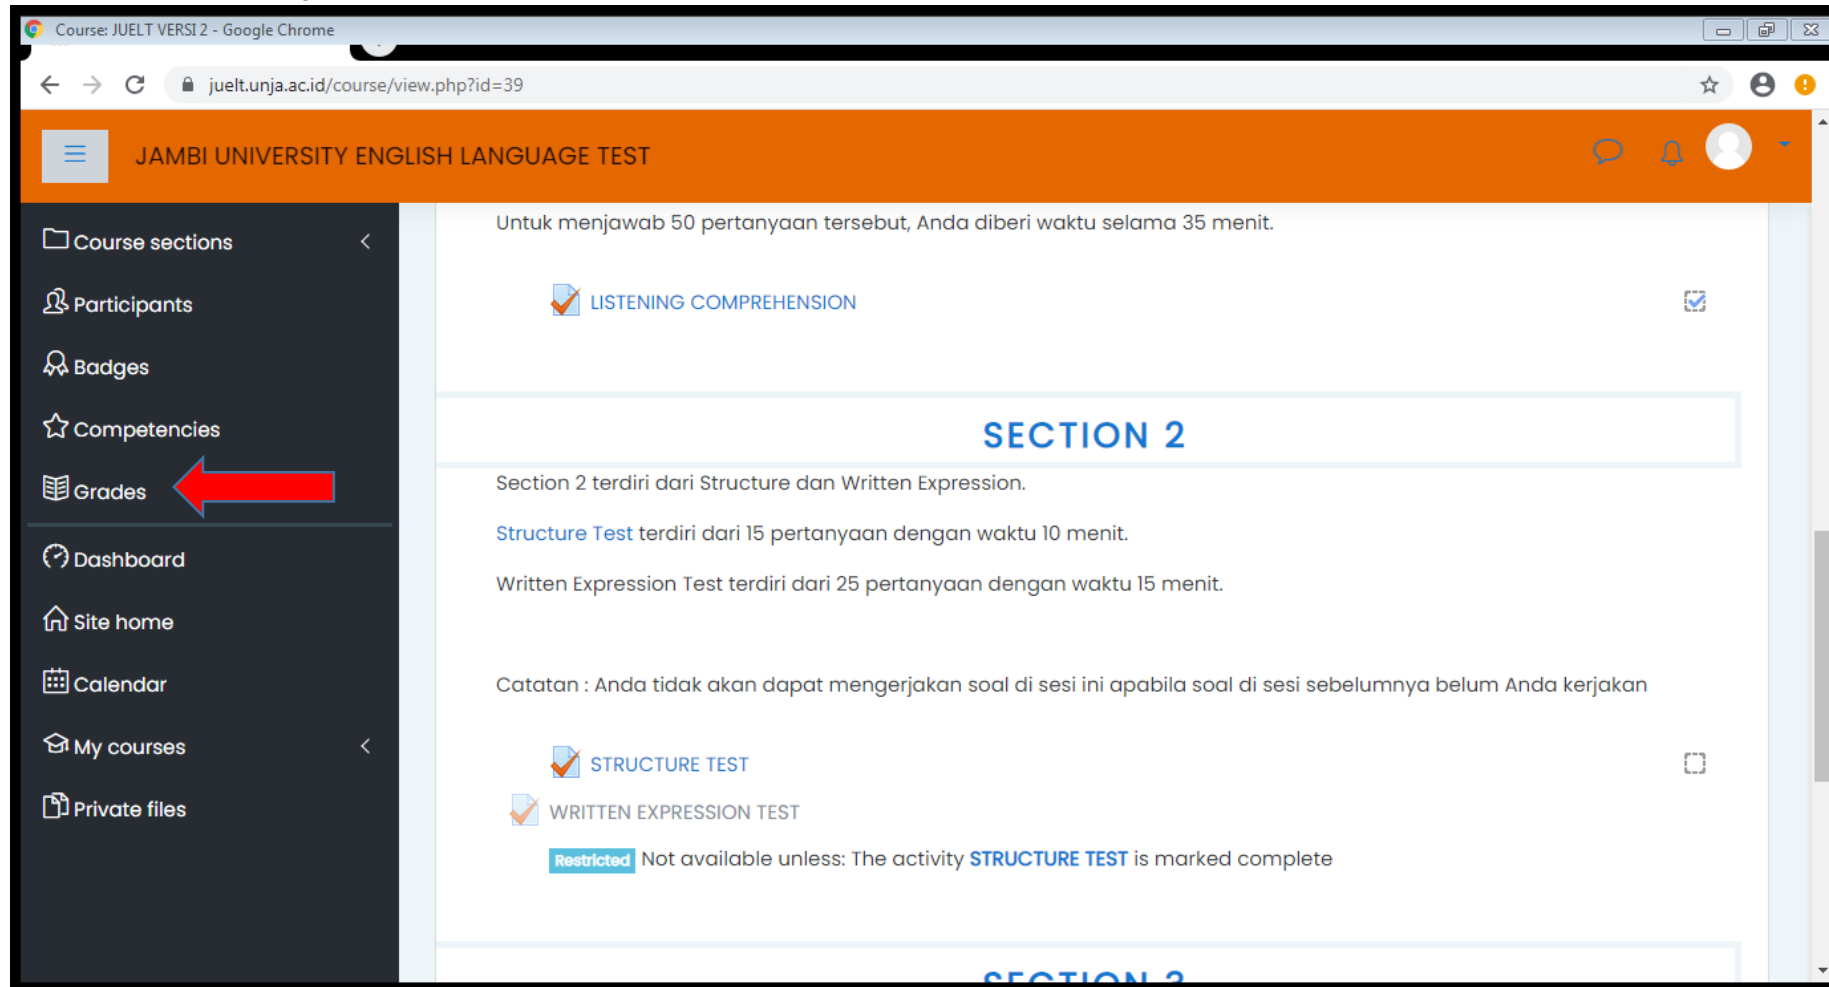 Course: JUELT VERSI 2 - Google Chrome
juelt.unja.ac.id/course/view.php?id=39
JAMBI UNIVERSITY ENGLISH LANGUAGE TEST
Course sections
Participants
Badges
Competencies
Grades
Dashboard
Site home
Calendar
My courses
Private files
Untuk menjawab 50 pertanyaan tersebut, Anda diberi waktu selama 35 menit.
LISTENING COMPREHENSION
SECTION 2
Section 2 terdiri dari Structure dan Written Expression.
Structure Test terdiri dari 15 pertanyaan dengan waktu 10 menit.
Written Expression Test terdiri dari 25 pertanyaan dengan waktu 15 menit.
Catatan : Anda tidak akan dapat mengerjakan soal di sesi ini apabila soal di sesi sebelumnya belum Anda kerjakan
STRUCTURE TEST
WRITTEN EXPRESSION TEST
Restricted Not available unless: The activity STRUCTURE TEST is marked complete
SECTION 3